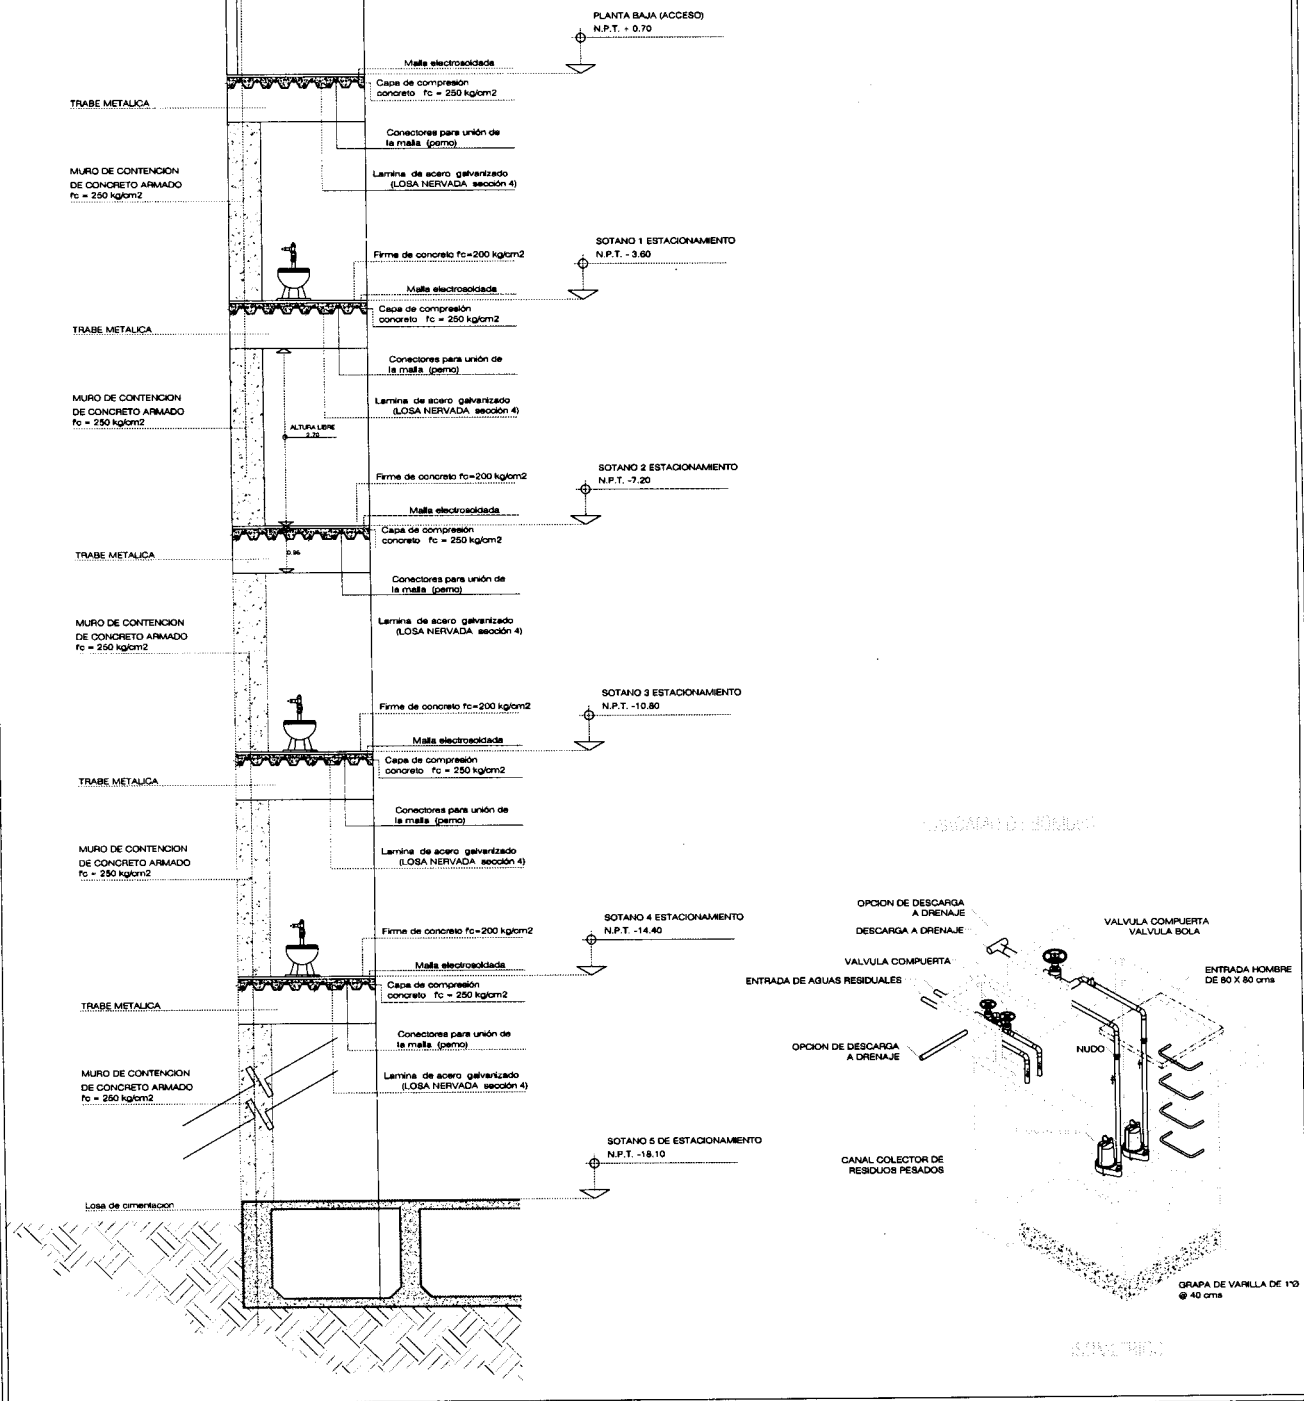 PLANTA BAJA (ACCESO)
N.P.T. + 0.70
Malla electrosoldada
Capa de compresión
concreto f'c = 250 kg/cm2
TRABE METALICA
Conectores para unión de
la malla (perno)
MURO DE CONTENCION
DE CONCRETO ARMADO
f'c = 250 kg/cm2
Lamina de acero galvanizado
(LOSA NERVADA sección 4)
SOTANO 1 ESTACIONAMIENTO
N.P.T. - 3.60
Firme de concreto f'c=200 kg/cm2
Malla electrosoldada
Capa de compresión
concreto f'c = 250 kg/cm2
TRABE METALICA
Conectores para unión de
la malla (perno)
MURO DE CONTENCION
DE CONCRETO ARMADO
f'c = 250 kg/cm2
Lamina de acero galvanizado
(LOSA NERVADA sección 4)
ALTURA LIBRE
2.70
SOTANO 2 ESTACIONAMIENTO
N.P.T. -7.20
Firme de concreto f'c=200 kg/cm2
Malla electrosoldada
Capa de compresión
concreto f'c = 250 kg/cm2
TRABE METALICA
Conectores para unión de
la malla (perno)
MURO DE CONTENCION
DE CONCRETO ARMADO
f'c = 250 kg/cm2
Lamina de acero galvanizado
(LOSA NERVADA sección 4)
SOTANO 3 ESTACIONAMIENTO
N.P.T. -10.80
Firme de concreto f'c=200 kg/cm2
Malla electrosoldada
Capa de compresión
concreto f'c = 250 kg/cm2
TRABE METALICA
Conectores para unión de
la malla (perno)
MURO DE CONTENCION
DE CONCRETO ARMADO
f'c = 250 kg/cm2
Lamina de acero galvanizado
(LOSA NERVADA sección 4)
SOTANO 4 ESTACIONAMIENTO
N.P.T. -14.40
Firme de concreto f'c=200 kg/cm2
Malla electrosoldada
Capa de compresión
concreto f'c = 250 kg/cm2
TRABE METALICA
Conectores para unión de
la malla (perno)
MURO DE CONTENCION
DE CONCRETO ARMADO
f'c = 250 kg/cm2
Lamina de acero galvanizado
(LOSA NERVADA sección 4)
SOTANO 5 DE ESTACIONAMIENTO
N.P.T. -18.10
Losa de cimentacion
OPCION DE DESCARGA
A DRENAJE
DESCARGA A DRENAJE
VALVULA COMPUERTA
VALVULA BOLA
VALVULA COMPUERTA
ENTRADA DE AGUAS RESIDUALES
ENTRADA HOMBRE
DE 80 X 80 cms
OPCION DE DESCARGA
A DRENAJE
NUDO
CANAL COLECTOR DE
RESIDUOS PESADOS
GRAPA DE VARILLA DE 1"Ø
@ 40 cms
ISOMETRICO